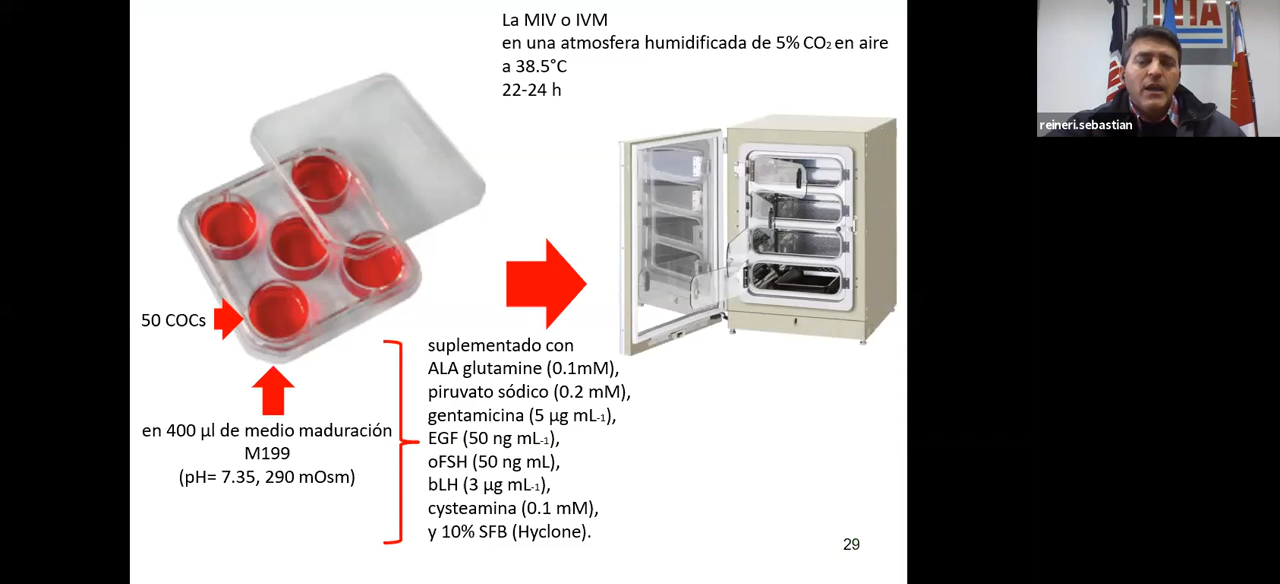 La MIV o IVM
en una atmosfera humidificada de 5% CO2 en aire
a 38.5°C
22-24 h
INTA
reineri.sebastian
50 COCs
en 400 µl de medio maduración
M199
(pH= 7.35, 290 mOsm)
suplementado con
ALA glutamine (0.1mM),
piruvato sódico (0.2 mM),
gentamicina (5 µg mL-1),
EGF (50 ng mL-1),
oFSH (50 ng mL),
bLH (3 µg mL-1),
cysteamina (0.1 mM),
y 10% SFB (Hyclone).
29